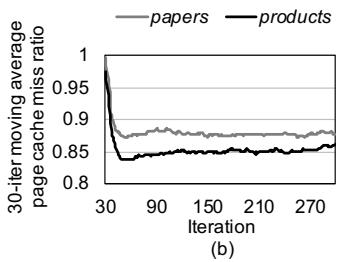 papers products
30-iter moving average
page cache miss ratio
1
0.95
0.9
0.85
0.8
30 90 150 210 270
Iteration
(b)